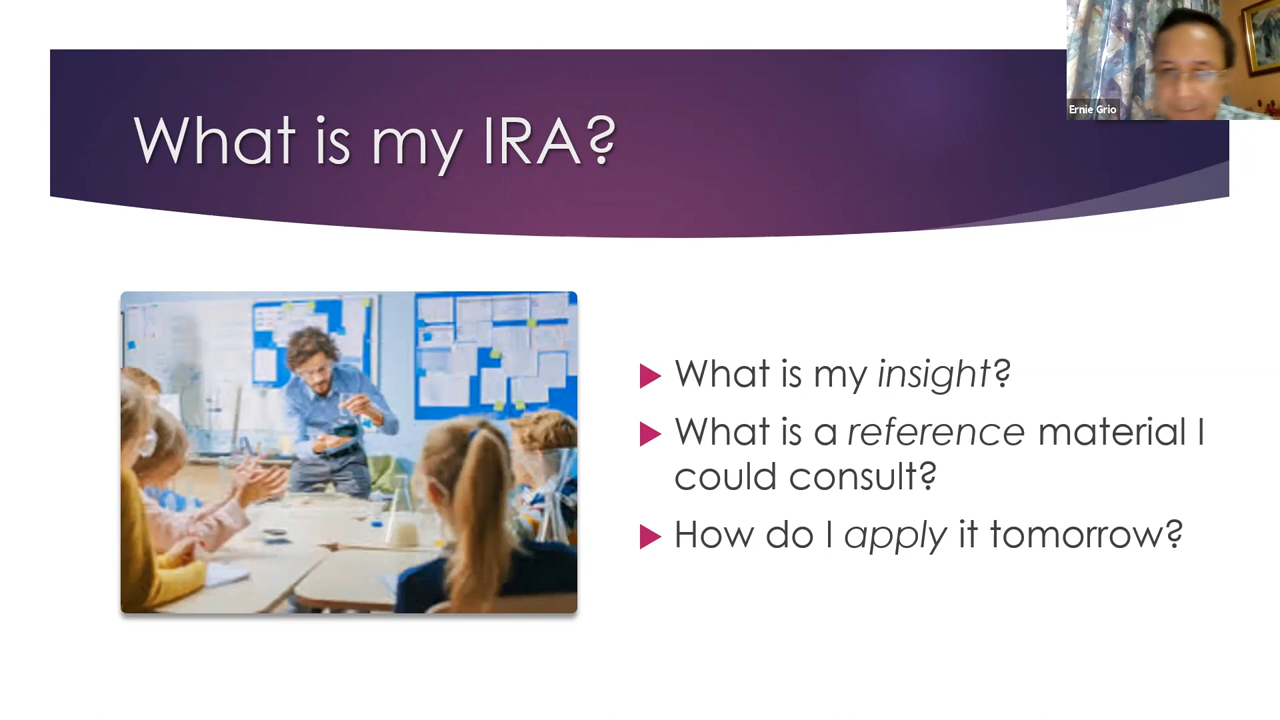 What is my IRA?
Ernie Grio
What is my insight?
What is a reference material I
could consult?
How do I apply it tomorrow?